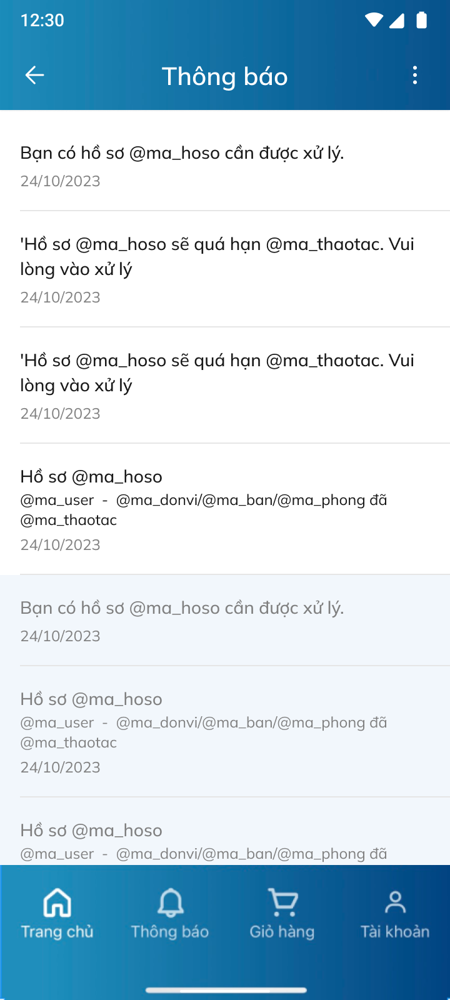 12:30
Thông báo
Bạn có hồ sơ @ma_hoso cần được xử lý.
24/10/2023
'Hồ sơ @ma_hoso sẽ quá hạn @ma_thaotac. Vui
lòng vào xử lý
24/10/2023
'Hồ sơ @ma_hoso sẽ quá hạn @ma_thaotac. Vui
lòng vào xử lý
24/10/2023
Hồ sơ @ma_hoso
@ma_user - @ma_donvi/@ma_ban/@ma_phong đã
@ma_thaotac
24/10/2023
Bạn có hồ sơ @ma_hoso cần được xử lý.
24/10/2023
Hồ sơ @ma_hoso
@ma_user - @ma_donvi/@ma_ban/@ma_phong đã
@ma_thaotac
24/10/2023
Hồ sơ @ma_hoso
@ma_user - @ma_donvi/@ma_ban/@ma_phong đã
Trang chủ Thông báo Giỏ hàng Tài khoản